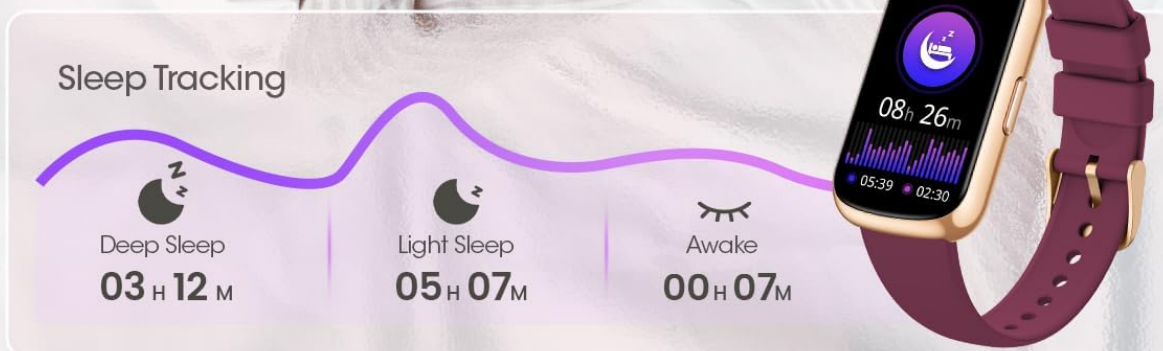 Sleep Tracking
Deep Sleep
03 H 12 M
Light Sleep
05 H 07 M
Awake
00 H 07 M
08h 26m
05:39 02:30